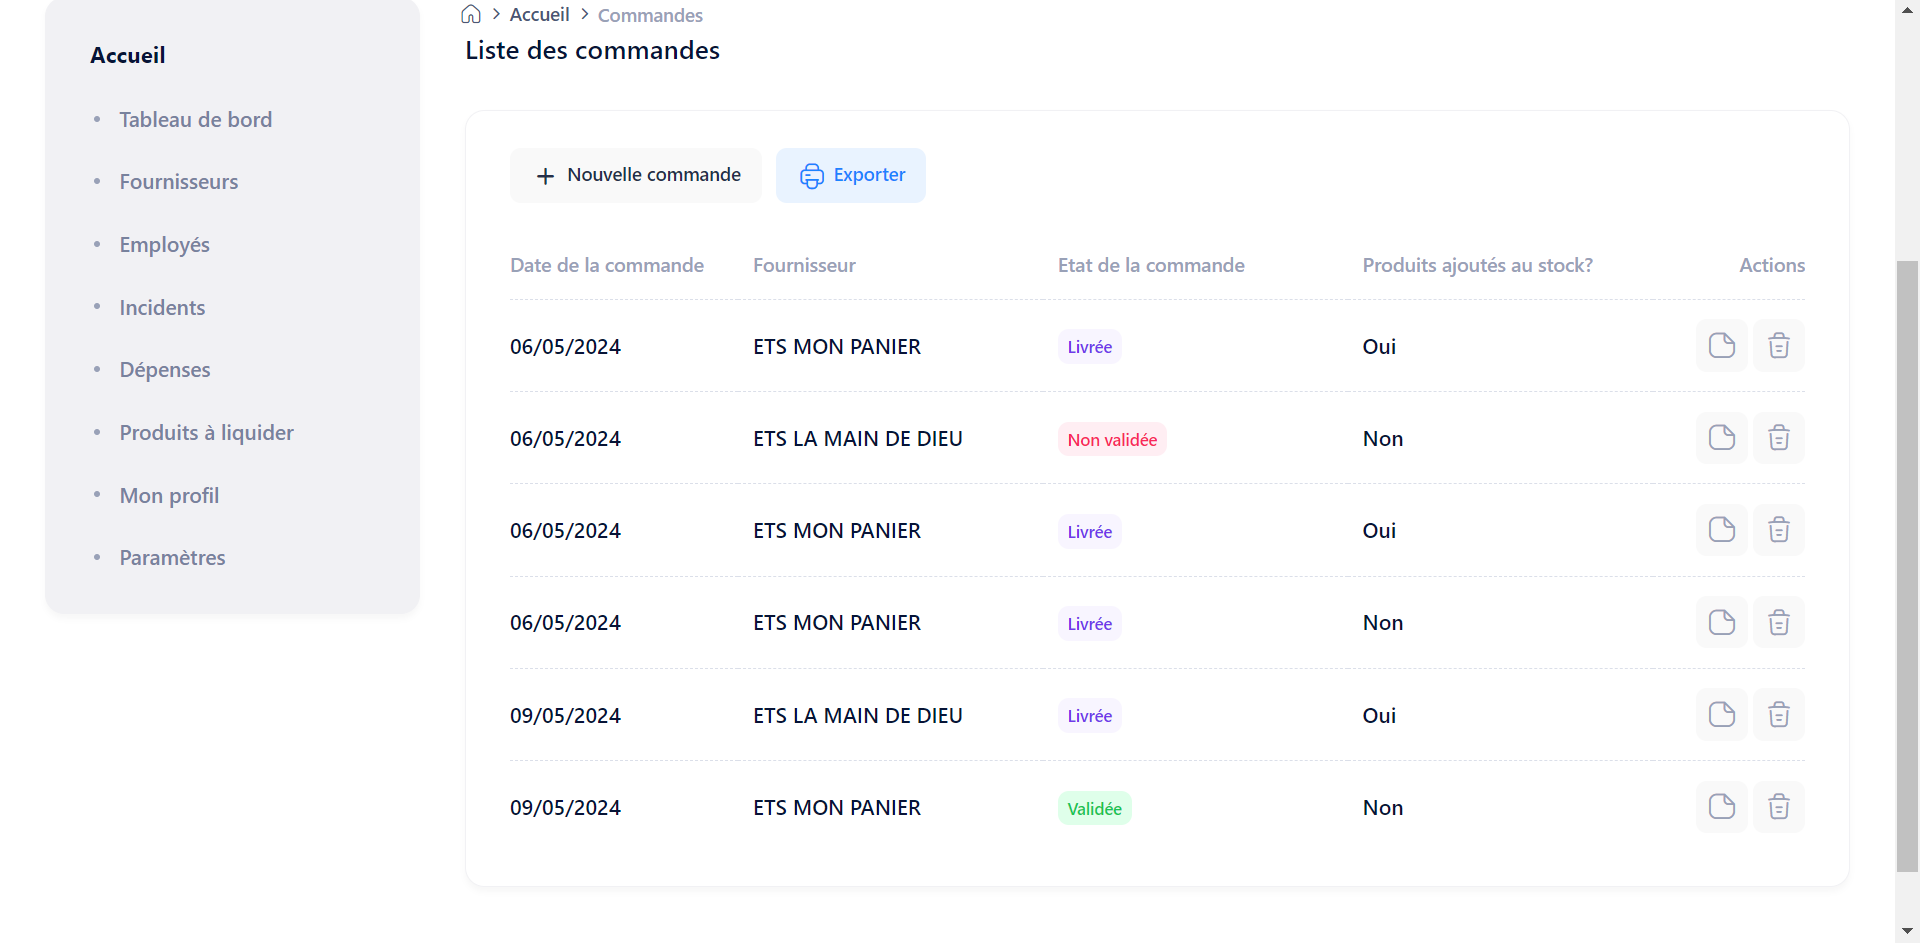 Accueil
Tableau de bord
Fournisseurs
Employés
Incidents
Dépenses
Produits à liquider
Mon profil
Paramètres
Accueil Commandes
Liste des commandes
Nouvelle commande Exporter
Date de la commande Fournisseur Etat de la commande Produits ajoutés au stock? Actions
06/05/2024 ETS MON PANIER Livrée Oui
06/05/2024 ETS LA MAIN DE DIEU Non validée Non
06/05/2024 ETS MON PANIER Livrée Oui
06/05/2024 ETS MON PANIER Livrée Non
09/05/2024 ETS LA MAIN DE DIEU Livrée Oui
09/05/2024 ETS MON PANIER Validée Non